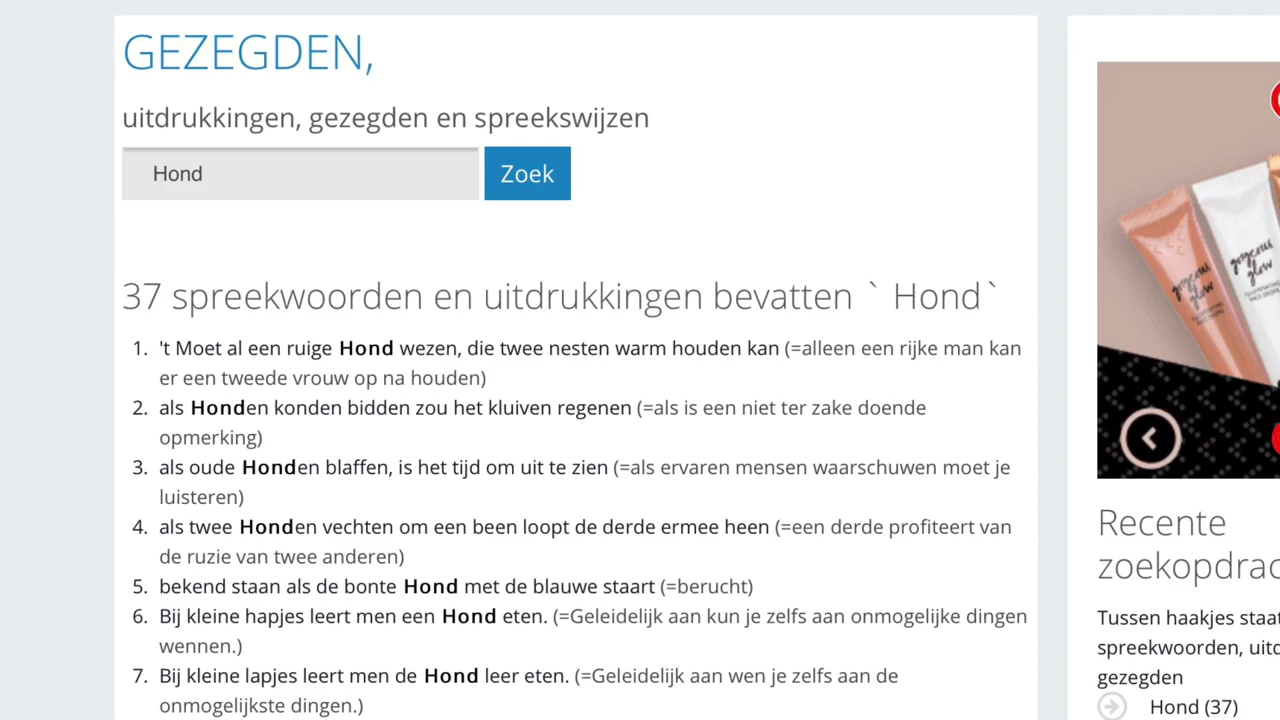 GEZEGDEN,
uitdrukkingen, gezegden en spreekswijzen
Hond
Zoek
37 spreekwoorden en uitdrukkingen bevatten ` Hond`
1. 't Moet al een ruige Hond wezen, die twee nesten warm houden kan (=alleen een rijke man kan
er een tweede vrouw op na houden)
2. als Honden konden bidden zou het kluiven regenen (=als is een niet ter zake doende
opmerking)
3. als oude Honden blaffen, is het tijd om uit te zien (=als ervaren mensen waarschuwen moet je
luisteren)
4. als twee Honden vechten om een been loopt de derde ermee heen (=een derde profiteert van
de ruzie van twee anderen)
5. bekend staan als de bonte Hond met de blauwe staart (=berucht)
6. Bij kleine hapjes leert men een Hond eten. (=Geleidelijk aan kun je zelfs aan onmogelijke dingen
wennen.)
7. Bij kleine lapjes leert men de Hond leer eten. (=Geleidelijk aan wen je zelfs aan de
onmogelijkste dingen.)
gorgeous
glow
gorgeous
glow
Recente
zoekopdrac
Tussen haakjes staat
spreekwoorden, uitd
gezegden
Hond (37)